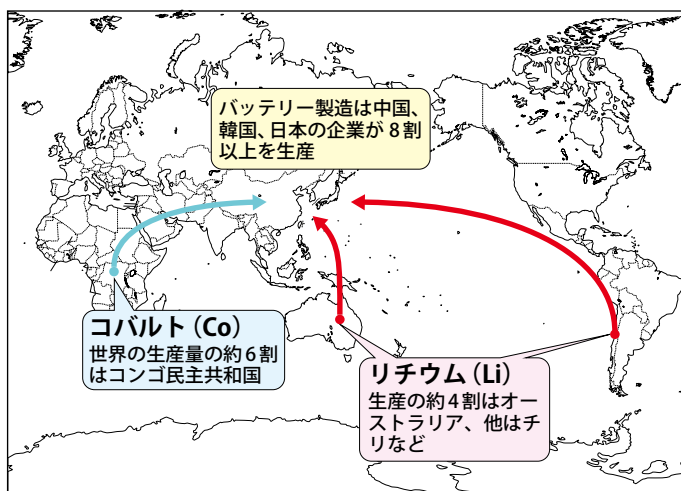 バッテリー製造は中国、
韓国、日本の企業が8割
以上を生産
コバルト（Co）
世界の生産量の約6割
はコンゴ民主共和国
リチウム（Li）
生産の約4割はオー
ストラリア、他はチ
リなど